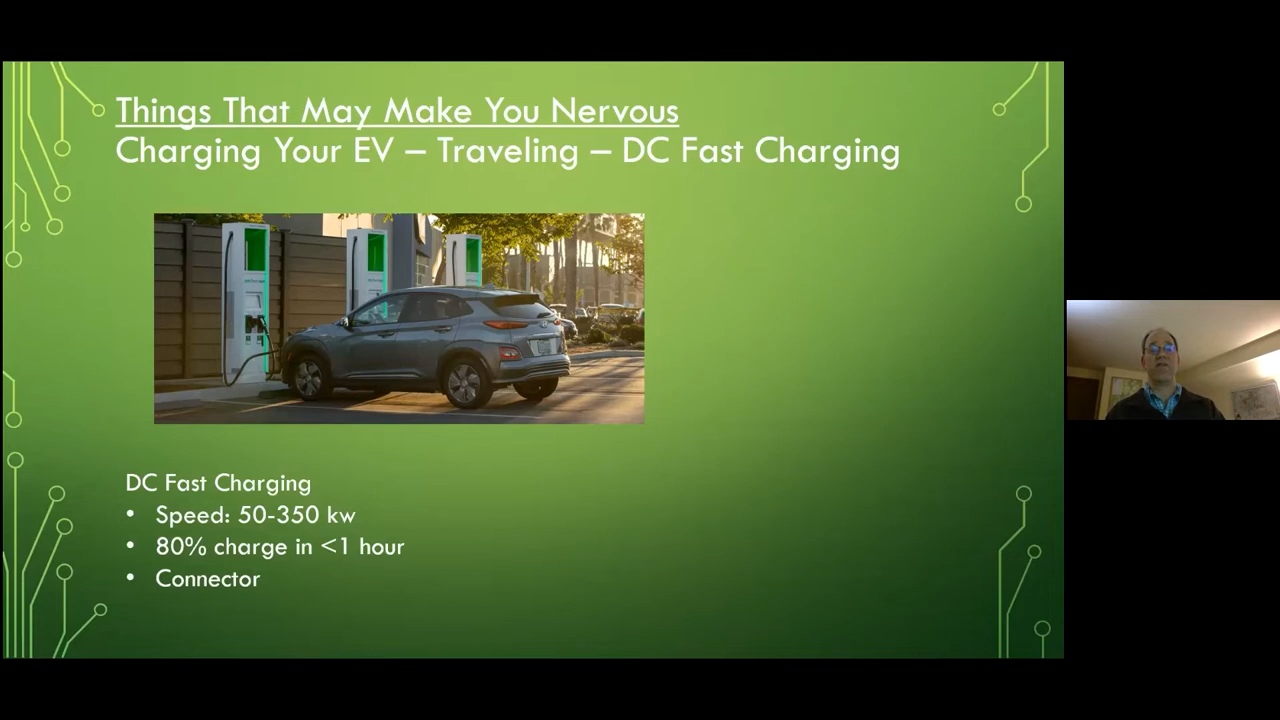 Things That May Make You Nervous
Charging Your EV – Traveling – DC Fast Charging
DC Fast Charging
• Speed: 50-350 kw
• 80% charge in <1 hour
• Connector